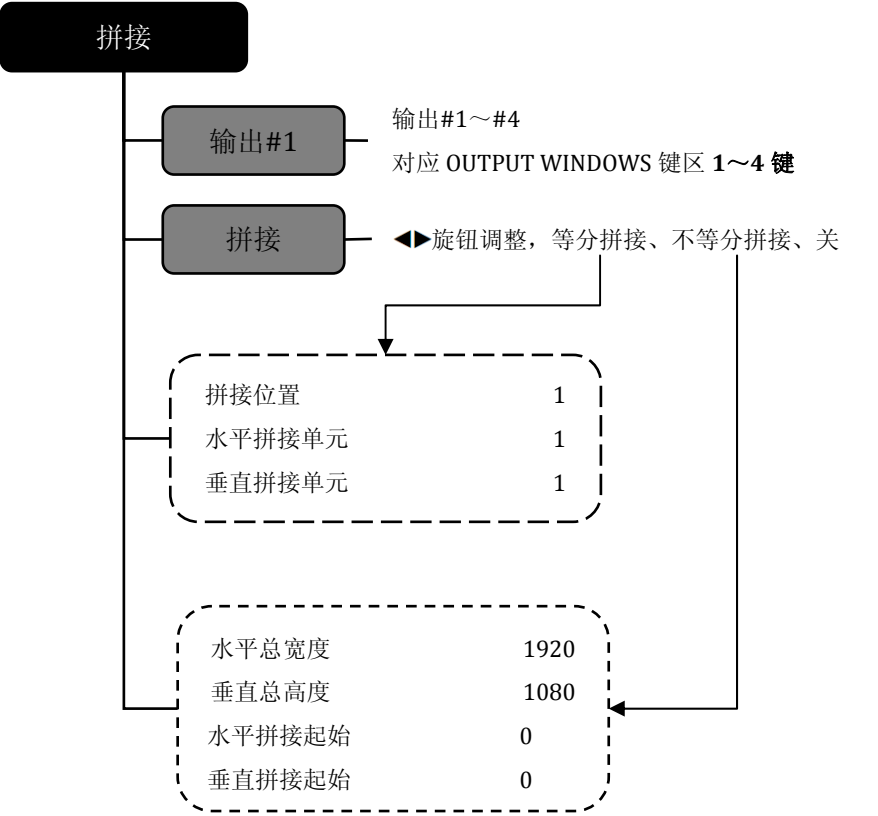 拼接
输出#1
输出#1～#4
对应 OUTPUT WINDOWS 键区 1～4 键
拼接
◀▶旋钮调整，等分拼接、不等分拼接、关
拼接位置 1
水平拼接单元 1
垂直拼接单元 1
水平总宽度 1920
垂直总高度 1080
水平拼接起始 0
垂直拼接起始 0